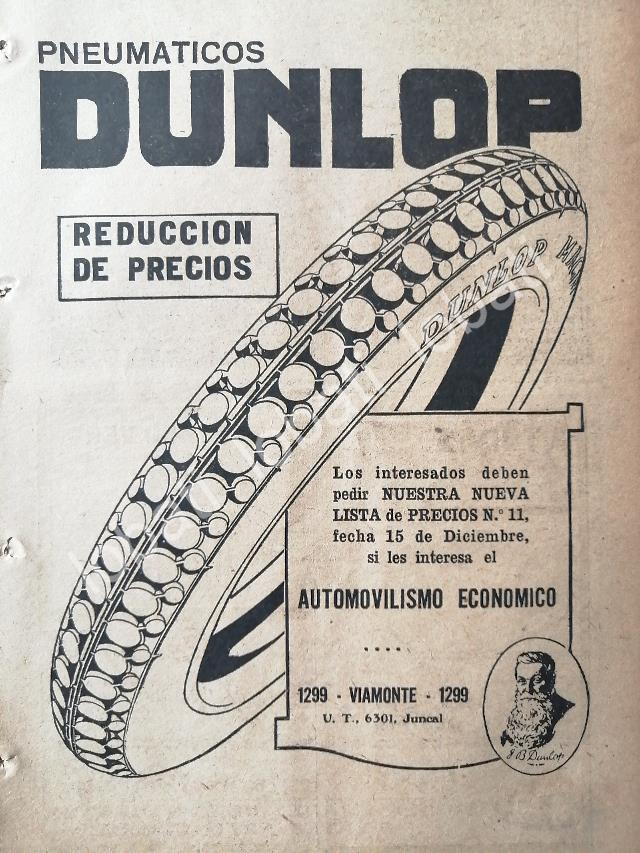 PNEUMATICOS
DUNLOP
REDUCCION
DE PRECIOS
DUNLOP
Los interesados deben
pedir NUESTRA NUEVA
LISTA de PRECIOS N.º 11,
fecha 15 de Diciembre,
si les interesa el
AUTOMOVILISMO ECONOMICO
....
1299 - VIAMONTE - 1299
U. T., 6301, Juncal
J B Dunlop